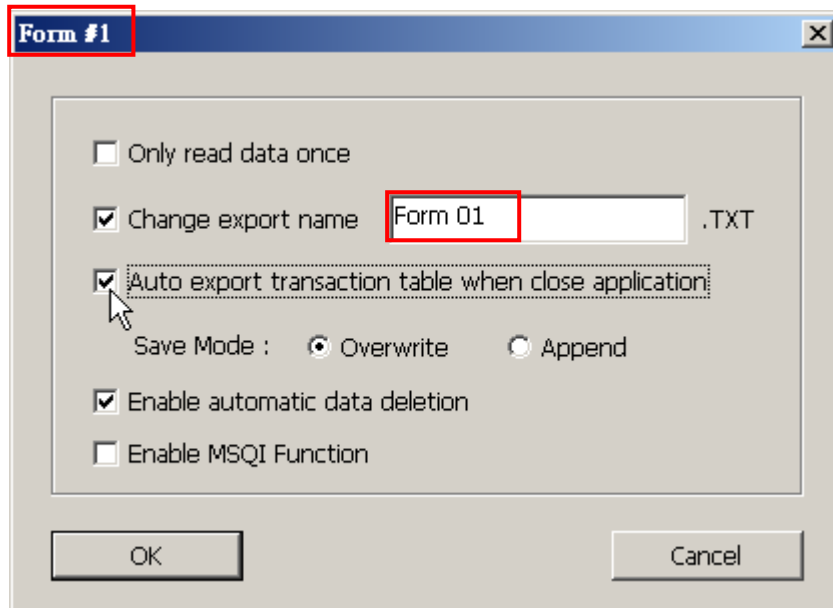 Form #1
Only read data once
Change export name Form 01 .TXT
Auto export transaction table when close application
Save Mode : Overwrite Append
Enable automatic data deletion
Enable MSQI Function
OK Cancel